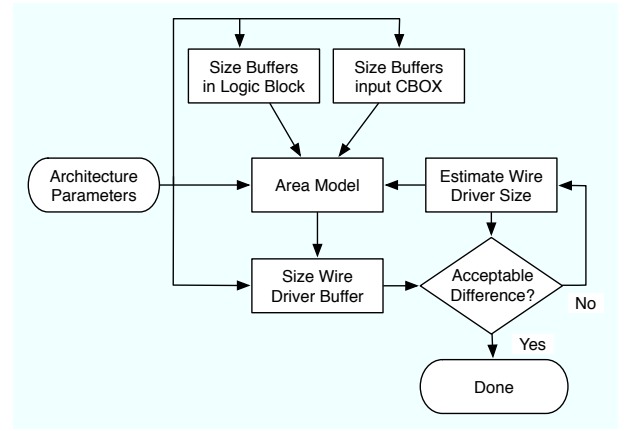 Size Buffers
in Logic Block
Size Buffers
input CBOX
Architecture
Parameters
Area Model
Estimate Wire
Driver Size
Size Wire
Driver Buffer
Acceptable
Difference?
No
Yes
Done